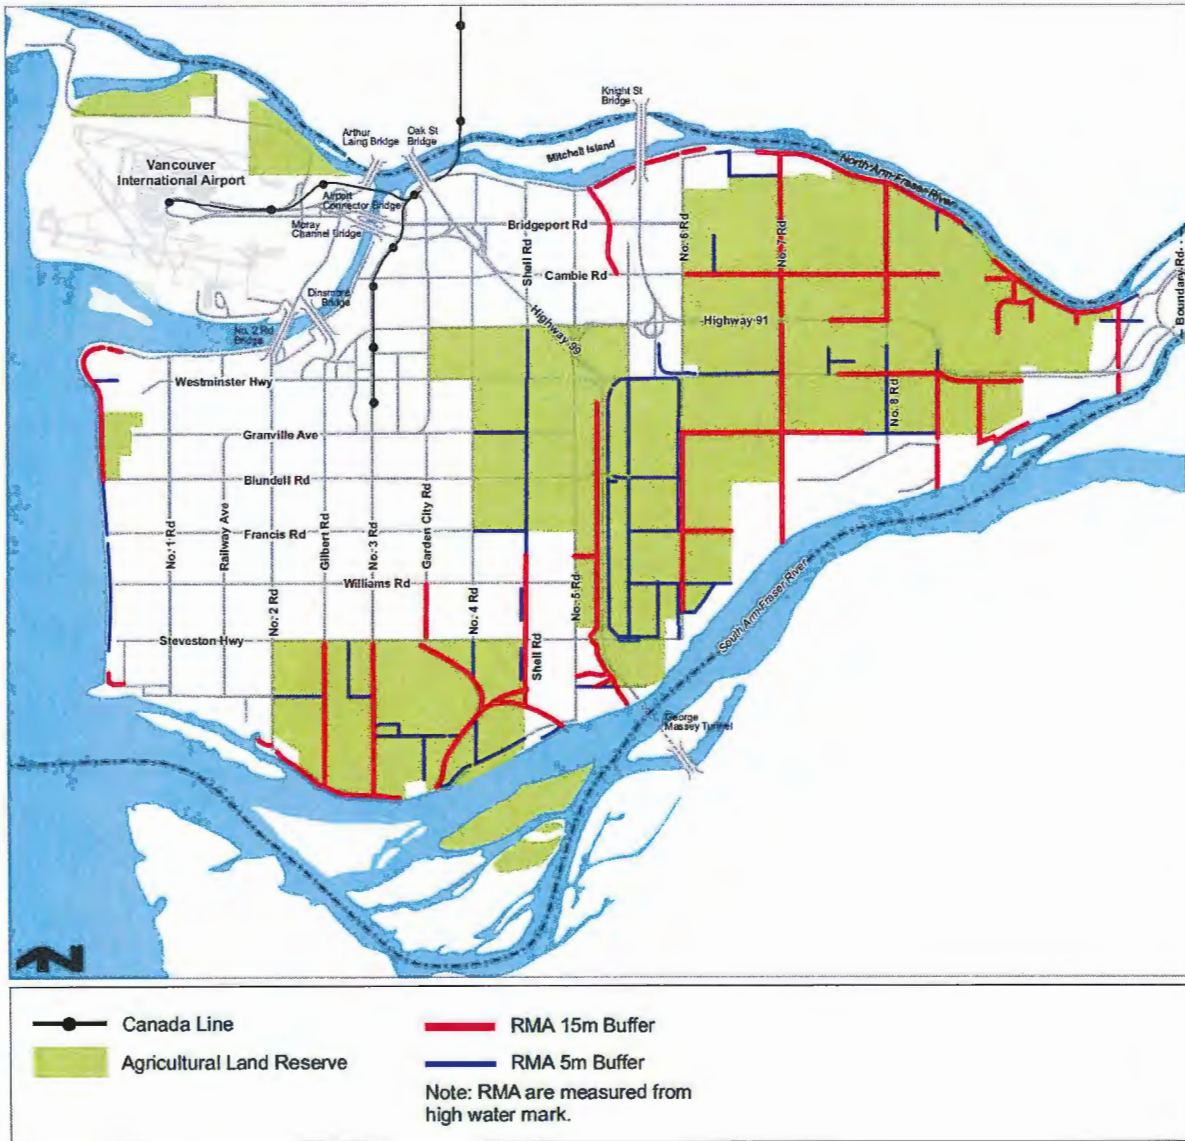 Knight St
Bridge
Arthur
Laing Bridge
Oak St
Bridge
Mitchell Island
North Arm Fraser River
Vancouver
International Airport
Airport
Connector Bridge
Moray
Channel Bridge
Bridgeport Rd
Shell Rd
No. 6 Rd
No. 7 Rd
Cambie Rd
Boundary Rd
Dinsmore
Bridge
No. 2 Rd
Bridge
Highway 99
Highway 91
Westminster Hwy
No. 8 Rd
Granville Ave
Blundell Rd
No. 1 Rd
Railway Ave
Francis Rd
Gilbert Rd
No. 3 Rd
Garden City Rd
Williams Rd
No. 2 Rd
No. 4 Rd
No. 5 Rd
Steveston Hwy
Shell Rd
South Arm Fraser River
George
Massey Tunnel
Z
Canada Line
RMA 15m Buffer
Agricultural Land Reserve
RMA 5m Buffer
Note: RMA are measured from
high water mark.